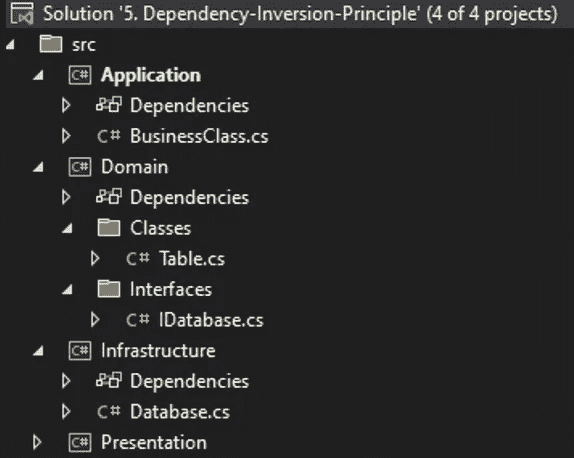 Solution '5. Dependency-Inversion-Principle' (4 of 4 projects)
src
C# Application
Dependencies
C# BusinessClass.cs
C# Domain
Dependencies
Classes
C# Table.cs
Interfaces
C# IDatabase.cs
C# Infrastructure
Dependencies
C# Database.cs
C# Presentation